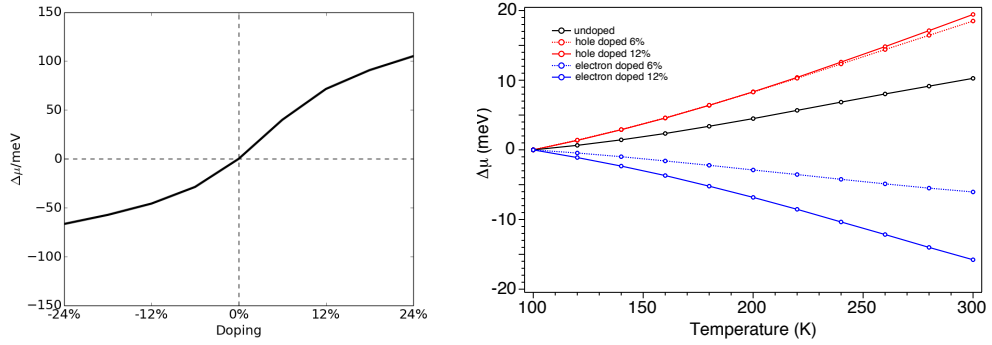 150
100
50
0
−50
−100
−150
Δμ/meV
-24%
-12%
0%
12%
24%
Doping
20
10
0
-10
-20
Δμ (meV)
undoped
hole doped 6%
hole doped 12%
electron doped 6%
electron doped 12%
100
150
200
250
300
Temperature (K)